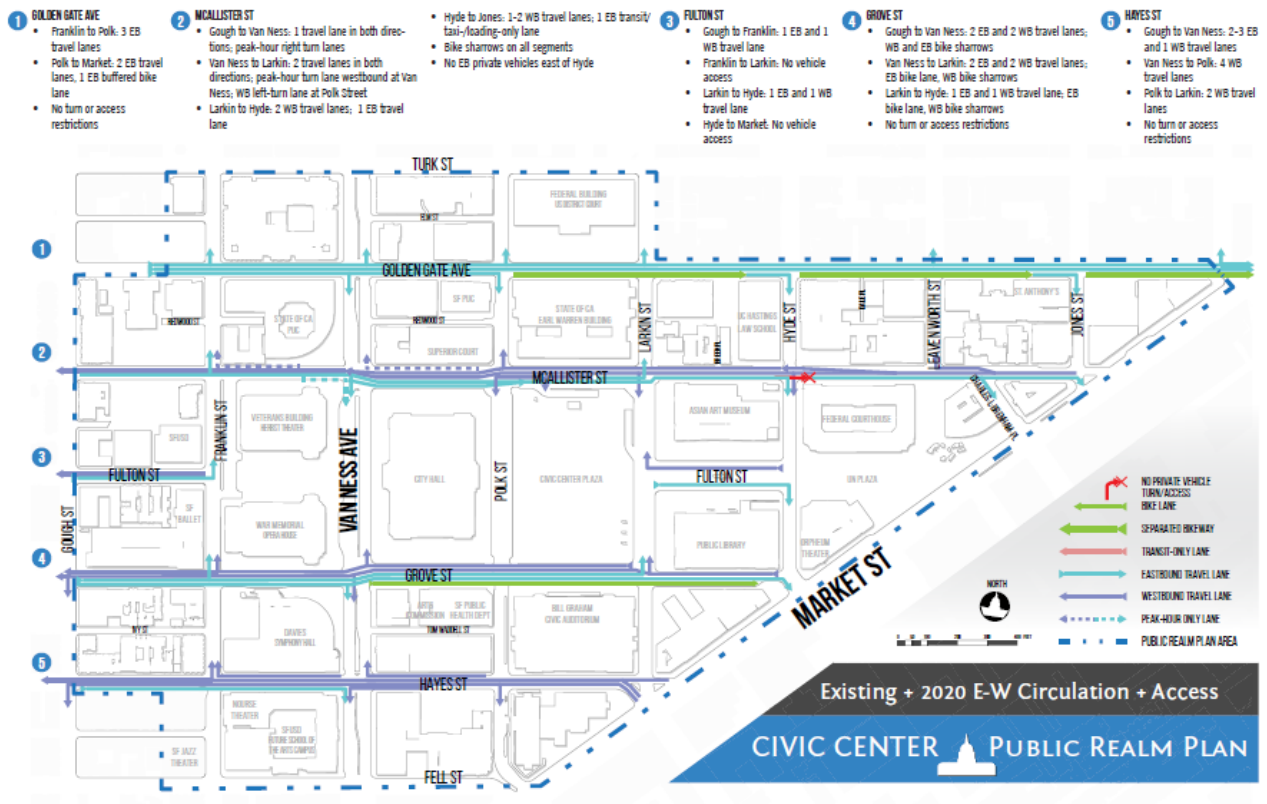 1 GOLDEN GATE AVE
• Franklin to Polk: 3 EB
travel lanes
• Polk to Market: 2 EB travel
lanes, 1 EB buffered bike
lane
• No turn or access
restrictions
2 MCALLISTER ST
• Gough to Van Ness: 1 travel lane in both direc-
tions; peak-hour right turn lanes
• Van Ness to Larkin: 2 travel lanes in both
directions; peak-hour turn lane westbound at Van
Ness; WB left-turn lane at Polk Street
• Larkin to Hyde: 2 WB travel lanes; 1 EB travel
lane
• Hyde to Jones: 1-2 WB travel lanes; 1 EB transit/
taxi-/loading-only lane
• Bike sharrows on all segments
• No EB private vehicles east of Hyde
3 FULTON ST
• Gough to Franklin: 1 EB and 1
WB travel lane
• Franklin to Larkin: No vehicle
access
• Larkin to Hyde: 1 EB and 1 WB
travel lane
• Hyde to Market: No vehicle
access
4 GROVE ST
• Gough to Van Ness: 2 EB and 2 WB travel lanes;
WB and EB bike sharrows
• Van Ness to Larkin: 2 EB and 2 WB travel lanes;
EB bike lane, WB bike sharrows
• Larkin to Hyde: 1 EB and 1 WB travel lane; EB
bike lane, WB bike sharrows
• No turn or access restrictions
5 HAYES ST
• Gough to Van Ness: 2-3 EB
and 1 WB travel lanes
• Van Ness to Polk: 4 WB
travel lanes
• Polk to Larkin: 2 WB travel
lanes
• No turn or access
restrictions
TURK ST
FEDERAL BUILDING
US DISTRICT COURT
ELM ST
1
GOLDEN GATE AVE
SF PUC
STATE OF CA
PUC
STATE OF CA
EARL WARREN BUILDING
REDWOOD ST
REDWOOD ST
SUPERIOR COURT
LARKIN ST
UC HASTINGS
LAW SCHOOL
HYDE ST
LEAVENWORTH ST
ST. ANTHONY'S
JONES ST
2
MCALLISTER ST
CHARLES J. BRENHAM PL
FRANKLIN ST
VETERANS BUILDING
HERBST THEATER
ASIAN ART MUSEUM
FEDERAL COURTHOUSE
SFUSD
3
FULTON ST
VAN NESS AVE
CITY HALL
POLK ST
CIVIC CENTER PLAZA
FULTON ST
UN PLAZA
GOUGH ST
SF
BALLET
WAR MEMORIAL
OPERA HOUSE
PUBLIC LIBRARY
ORPHEUM
THEATER
4
GROVE ST
MARKET ST
ARTS
COMMISSION
SF PUBLIC
HEALTH DEPT
BILL GRAHAM
CIVIC AUDITORIUM
IVY ST
DAVIES
SYMPHONY HALL
TOM WADDELL ST
5
HAYES ST
NOURSE
THEATER
SFUSD
FUTURE SCHOOL OF
THE ARTS CAMPUS
SF JAZZ
THEATER
FELL ST
NO PRIVATE VEHICLE
TURN/ACCESS
BIKE LANE
SEPARATED BIKEWAY
TRANSIT-ONLY LANE
EASTBOUND TRAVEL LANE
WESTBOUND TRAVEL LANE
PEAK-HOUR ONLY LANE
PUBLIC REALM PLAN AREA
NORTH
Existing + 2020 E-W Circulation + Access
CIVIC CENTER PUBLIC REALM PLAN